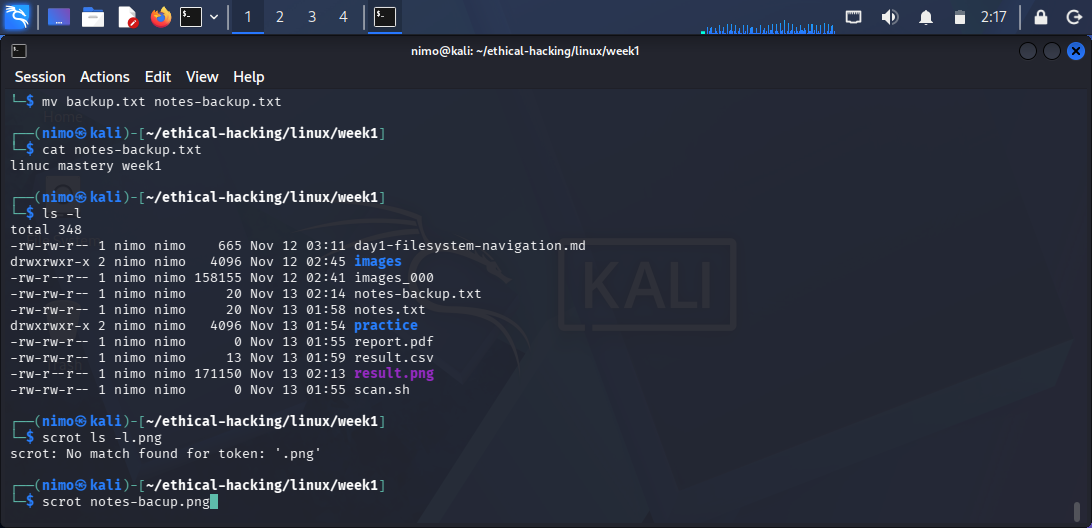 1 2 3 4 2:17
nimo@kali: ~/ethical-hacking/linux/week1
Session Actions Edit View Help
└─$ mv backup.txt notes-backup.txt
┌──(nimo㉿kali)-[~/ethical-hacking/linux/week1]
└─$ cat notes-backup.txt
linuc mastery week1
┌──(nimo㉿kali)-[~/ethical-hacking/linux/week1]
└─$ ls -l
total 348
-rw-rw-r-- 1 nimo nimo    665 Nov 12 03:11 day1-filesystem-navigation.md
drwxrwxr-x 2 nimo nimo   4096 Nov 12 02:45 images
-rw-r--r-- 1 nimo nimo 158155 Nov 12 02:41 images_000
-rw-rw-r-- 1 nimo nimo     20 Nov 13 02:14 notes-backup.txt
-rw-rw-r-- 1 nimo nimo     20 Nov 13 01:58 notes.txt
drwxrwxr-x 2 nimo nimo   4096 Nov 13 01:54 practice
-rw-rw-r-- 1 nimo nimo      0 Nov 13 01:55 report.pdf
-rw-rw-r-- 1 nimo nimo     13 Nov 13 01:59 result.csv
-rw-rw-r-- 1 nimo nimo 171150 Nov 13 02:13 result.png
-rw-rw-r-- 1 nimo nimo      0 Nov 13 01:55 scan.sh
KALI
┌──(nimo㉿kali)-[~/ethical-hacking/linux/week1]
└─$ scrot ls -l.png
scrot: No match found for token: '.png'
┌──(nimo㉿kali)-[~/ethical-hacking/linux/week1]
└─$ scrot notes-bacup.png